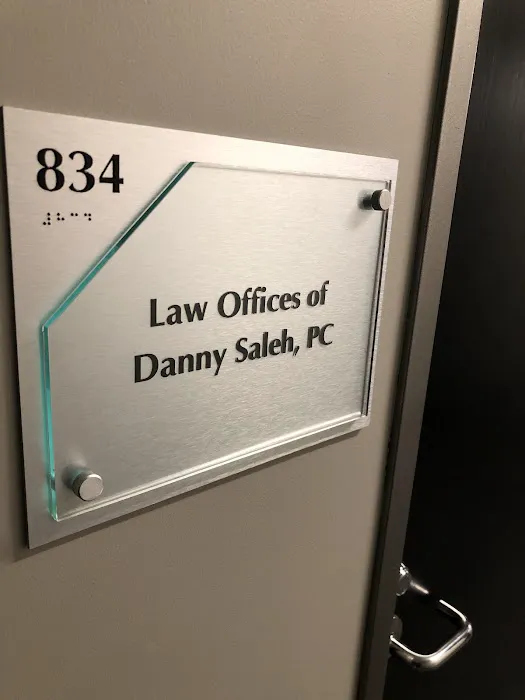 834
⠼⠓⠉⠙
Law Offices of
Danny Saleh, PC